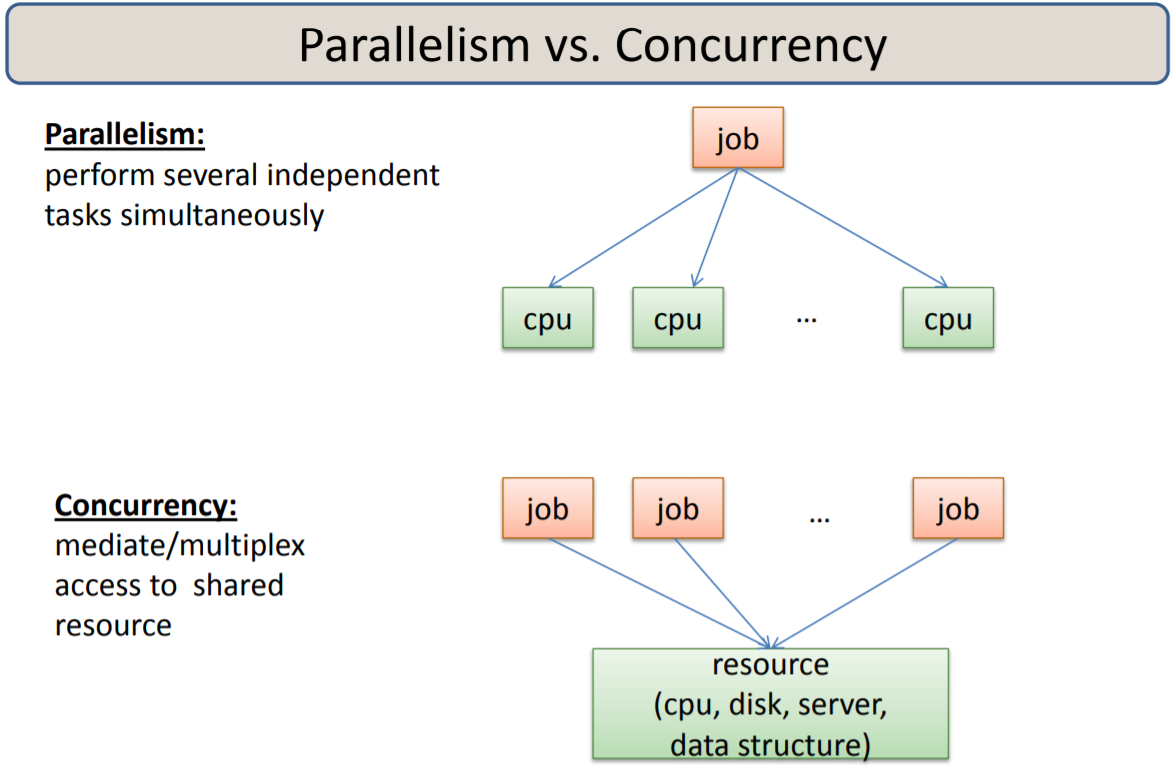 Parallelism vs. Concurrency
Parallelism:
perform several independent
tasks simultaneously
job
cpu
cpu
...
cpu
Concurrency:
mediate/multiplex
access to  shared
resource
job
job
...
job
resource
(cpu, disk, server,
data structure)